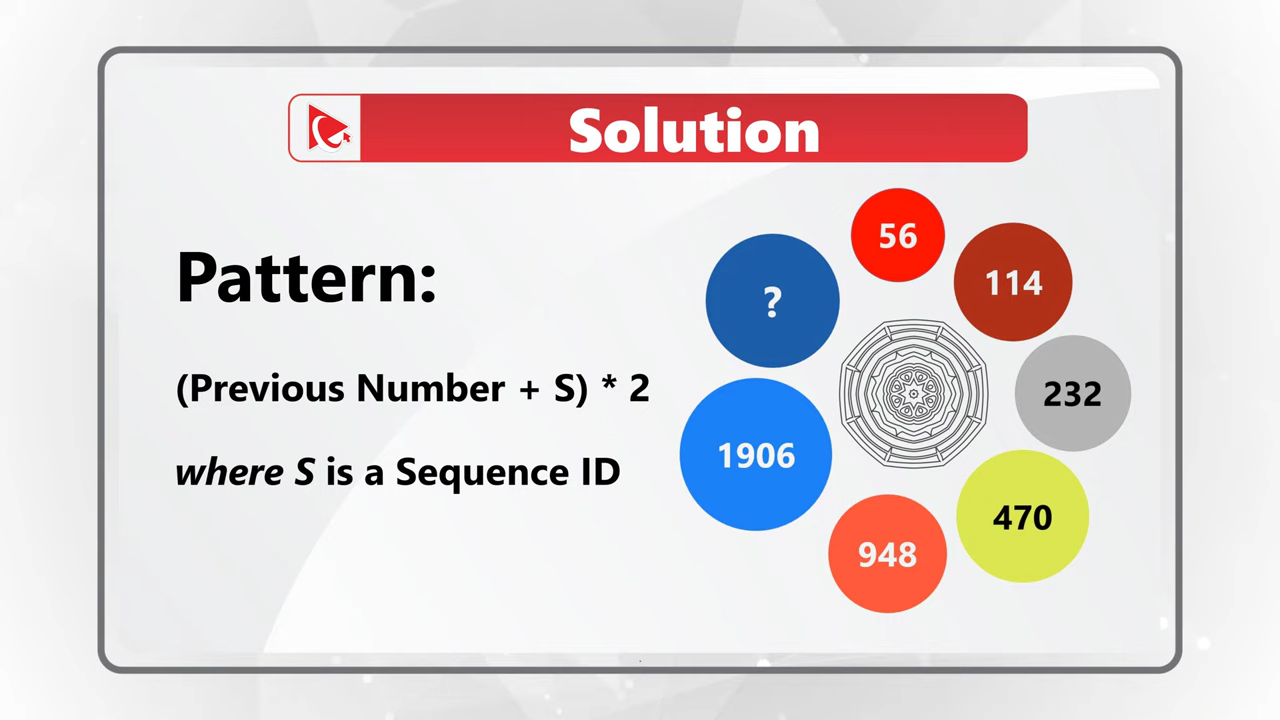 Solution
Pattern:
(Previous Number + S) * 2
where S is a Sequence ID
56
114
232
470
948
1906
?